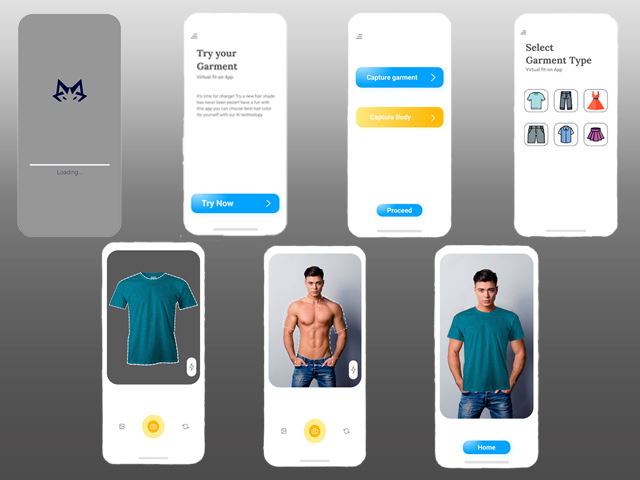 Loading...
Try your
Garment
Virtual fit-on App
It's time for change! Try a new hair shade
has never been easier! have a fun with
this app you can choose best hair color
for yourself with our AI technology.
Try Now
Capture garment
Capture Body
Proceed
Select
Garment Type
Virtual fit-on App
Home